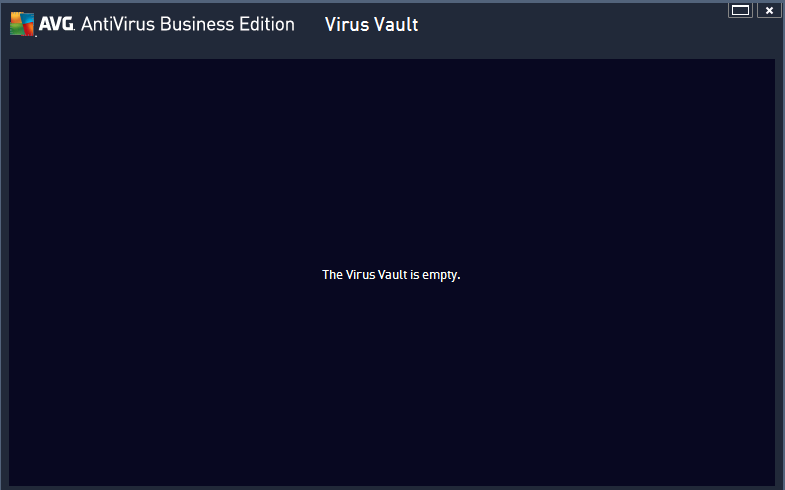 AVG. AntiVirus Business Edition Virus Vault
The Virus Vault is empty.